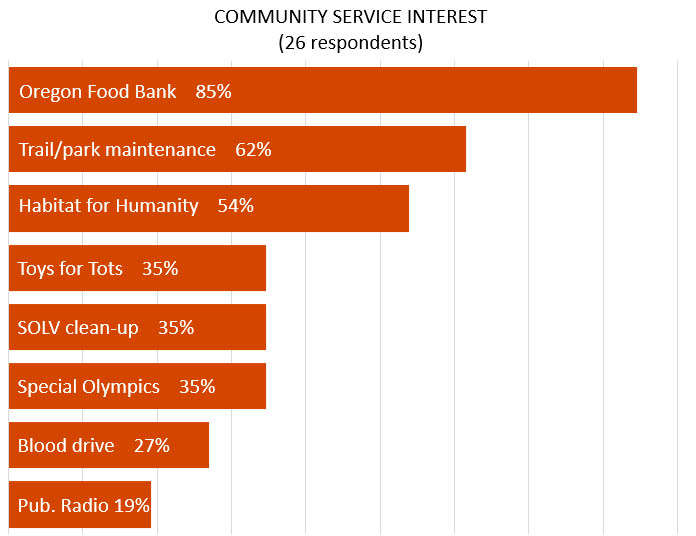 COMMUNITY SERVICE INTEREST
(26 respondents)
Oregon Food Bank 85%
Trail/park maintenance 62%
Habitat for Humanity 54%
Toys for Tots 35%
SOLV clean-up 35%
Special Olympics 35%
Blood drive 27%
Pub. Radio 19%